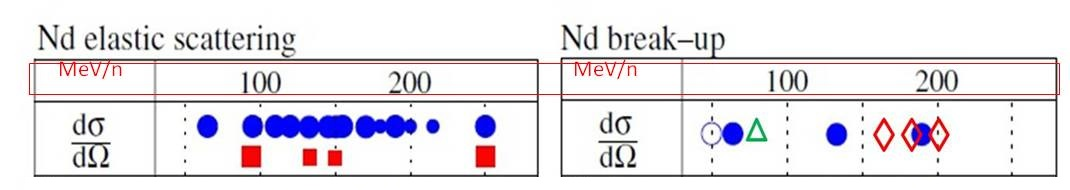 Nd elastic scattering
MeV/n 100 200
dσ
dΩ
Nd break–up
MeV/n 100 200
dσ
dΩ